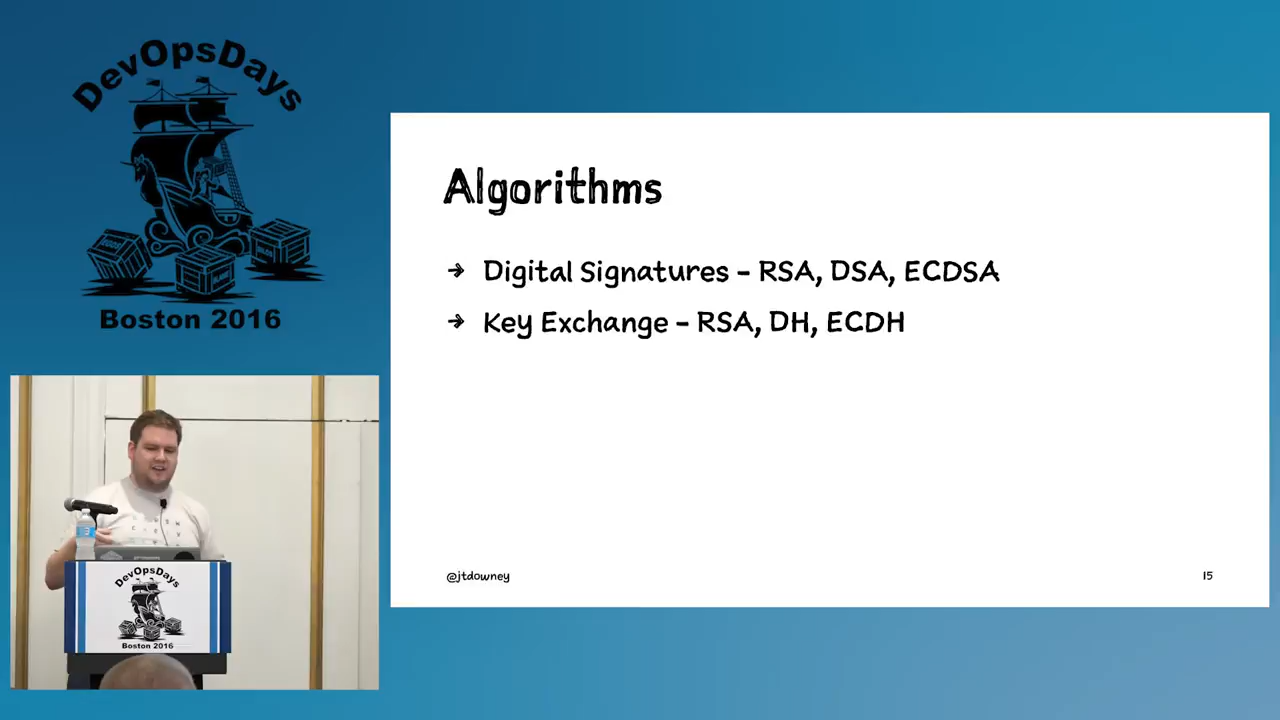 DevOpsDays
Boston 2016
Algorithms
→ Digital Signatures – RSA, DSA, ECDSA
→ Key Exchange – RSA, DH, ECDH
@jtdowney
15
DevOpsDays
Boston 2016